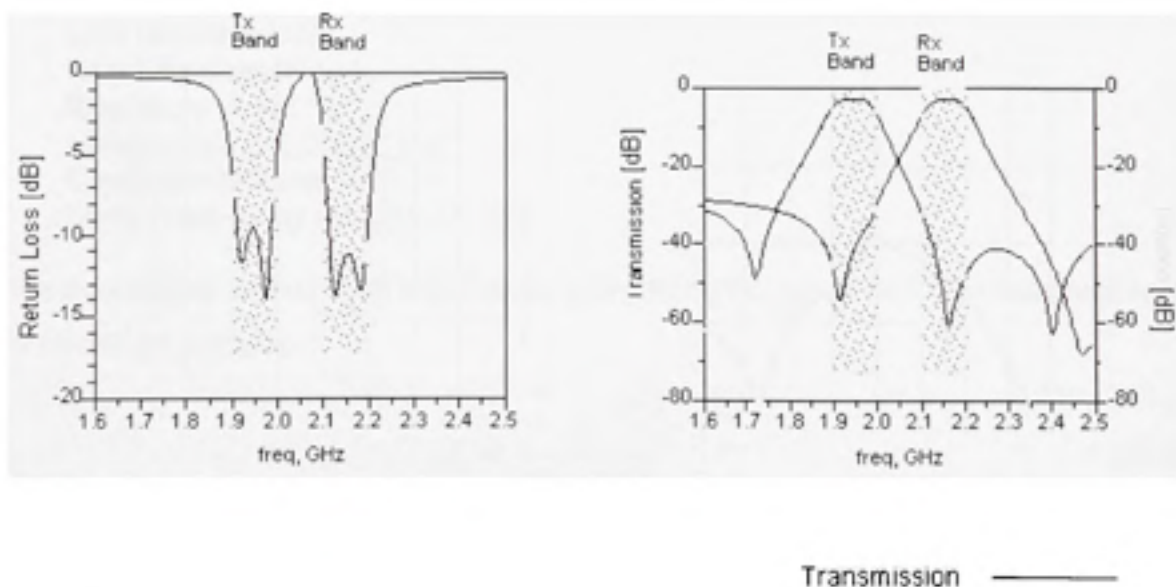 Tx
Band
Rx
Band
0
-5
-10
-15
-20
1.6 1.7 1.8 1.9 2.0 2.1 2.2 2.3 2.4 2.5
Return Loss [dB]
freq, GHz
Tx
Band
Rx
Band
0
-20
-40
-60
-80
0
-20
-40
-60
-80
1.6 1.7 1.8 1.9 2.0 2.1 2.2 2.3 2.4 2.5
Transmission [dB]
[dB]
freq, GHz
Transmission